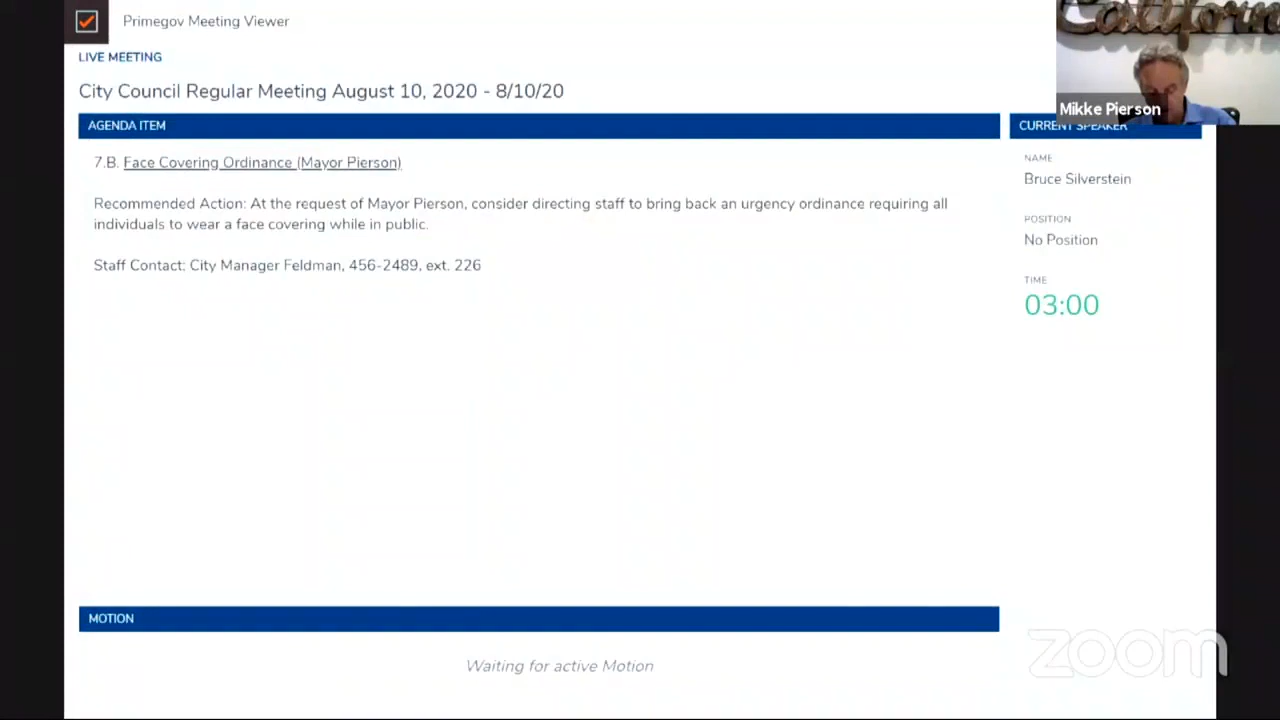 Primegov Meeting Viewer
LIVE MEETING
City Council Regular Meeting August 10, 2020 - 8/10/20
AGENDA ITEM
7.B. Face Covering Ordinance (Mayor Pierson)
Recommended Action: At the request of Mayor Pierson, consider directing staff to bring back an urgency ordinance requiring all
individuals to wear a face covering while in public.
Staff Contact: City Manager Feldman, 456-2489, ext. 226
MOTION
Waiting for active Motion
Californ
Mikke Pierson
CURRENT SPEAKER
NAME
Bruce Silverstein
POSITION
No Position
TIME
03:00
zoom